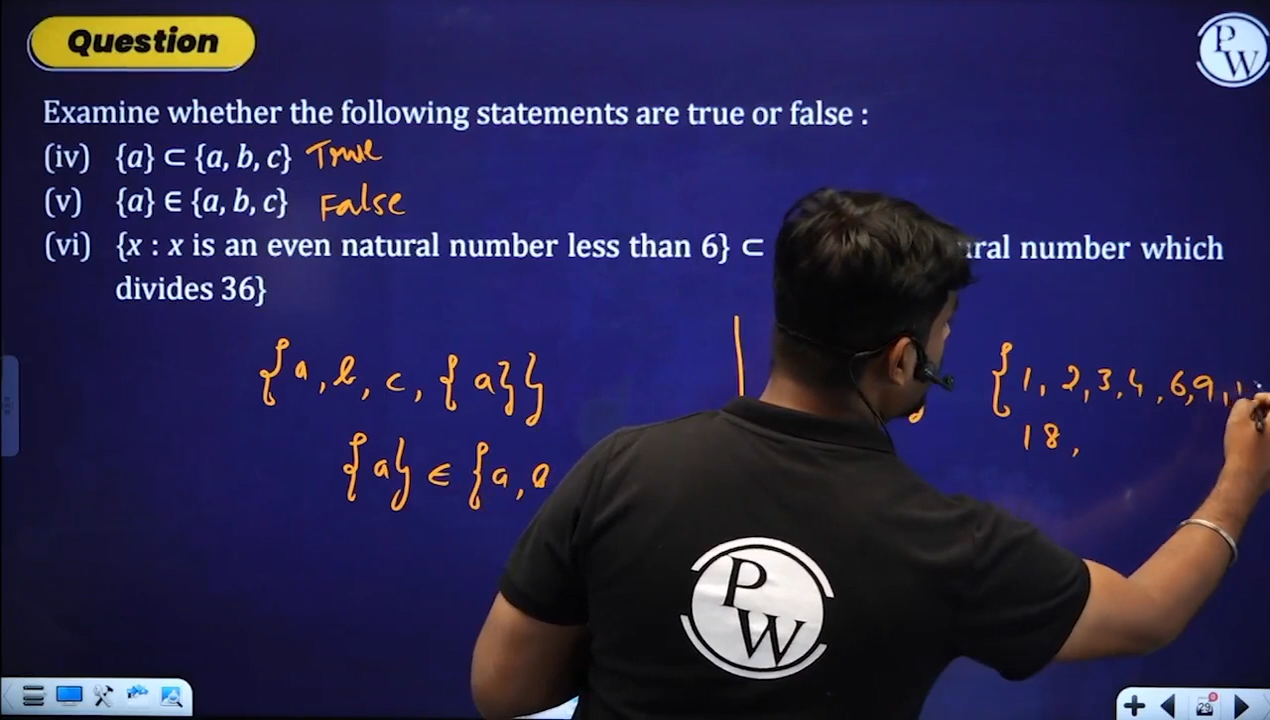 Question
PW
Examine whether the following statements are true or false :
(iv) {a} ⊂ {a, b, c} True
(v) {a} ∈ {a, b, c} False
(vi) {x : x is an even natural number less than 6} ⊂ number which
divides 36}
{a, b, c, {a}}
{1, 2, 3, 4, 6, 9,
18,
{a} ∈ {a,
PW
29